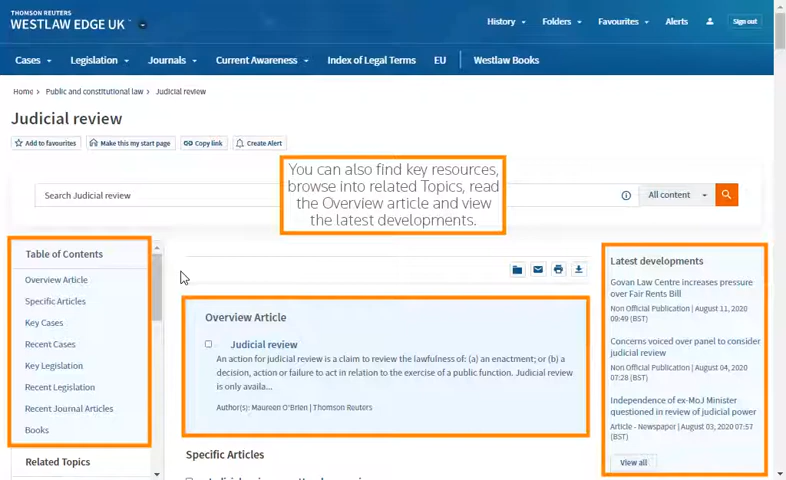 THOMSON REUTERS
WESTLAW EDGE UK
History Folders Favourites Alerts Sign out
Cases Legislation Journals Current Awareness Index of Legal Terms EU Westlaw Books
Home Public and constitutional law Judicial review
Judicial review
Add to favourites Make this my start page Copy link Create Alert
You can also find key resources,
browse into related Topics, read
the Overview article and view
the latest developments.
Search Judicial review All content
Table of Contents
Overview Article
Specific Articles
Key Cases
Recent Cases
Key Legislation
Recent Legislation
Recent Journal Articles
Books
Related Topics
Overview Article
Judicial review
An action for judicial review is a claim to review the lawfulness of: (a) an enactment; or (b) a
decision, action or failure to act in relation to the exercise of a public function. Judicial review
is only availa...
Author(s): Maureen O'Brien | Thomson Reuters
Specific Articles
Latest developments
Govan Law Centre increases pressure
over Fair Rents Bill
Non Official Publication | August 11, 2020
09:49 (BST)
Concerns voiced over panel to consider
judicial review
Non Official Publication | August 04, 2020
07:28 (BST)
Independence of ex-MoJ Minister
questioned in review of judicial power
Article - Newspaper | August 03, 2020 07:57
(BST)
View all